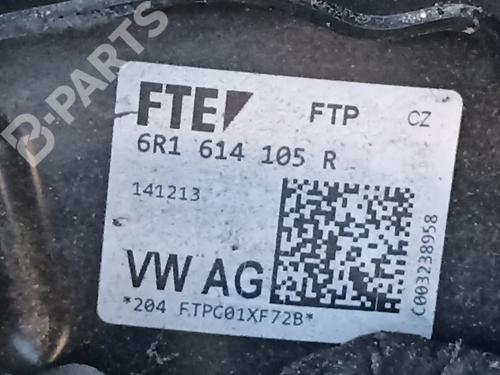 B-PARTS
FTE FTP CZ
6R1 614 105 R
141213
VW AG
*204 FTPC01XF72B*
C003238958